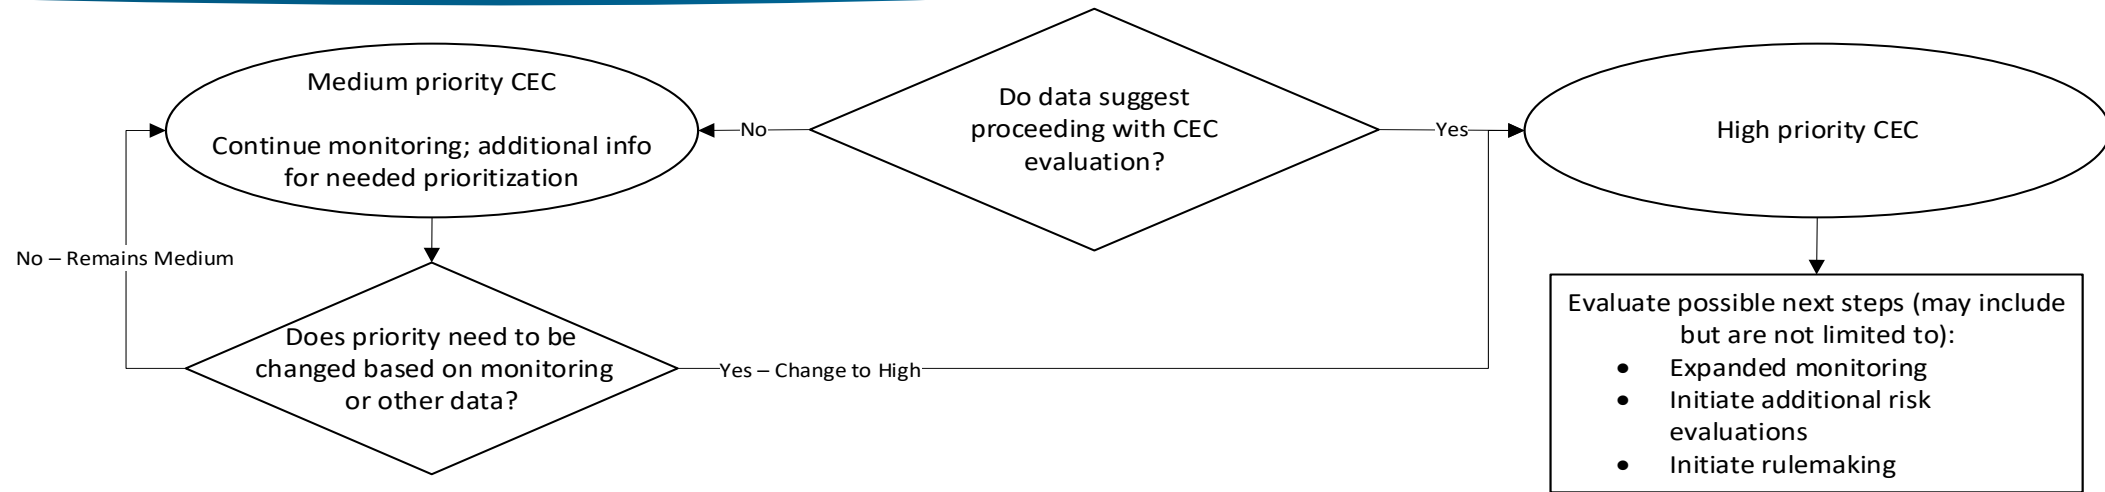 Medium priority CEC
Continue monitoring; additional info
for needed prioritization
No
Do data suggest
proceeding with CEC
evaluation?
Yes
High priority CEC
No – Remains Medium
Does priority need to be
changed based on monitoring
or other data?
Yes – Change to High
Evaluate possible next steps (may include
but are not limited to):
• Expanded monitoring
• Initiate additional risk
evaluations
• Initiate rulemaking